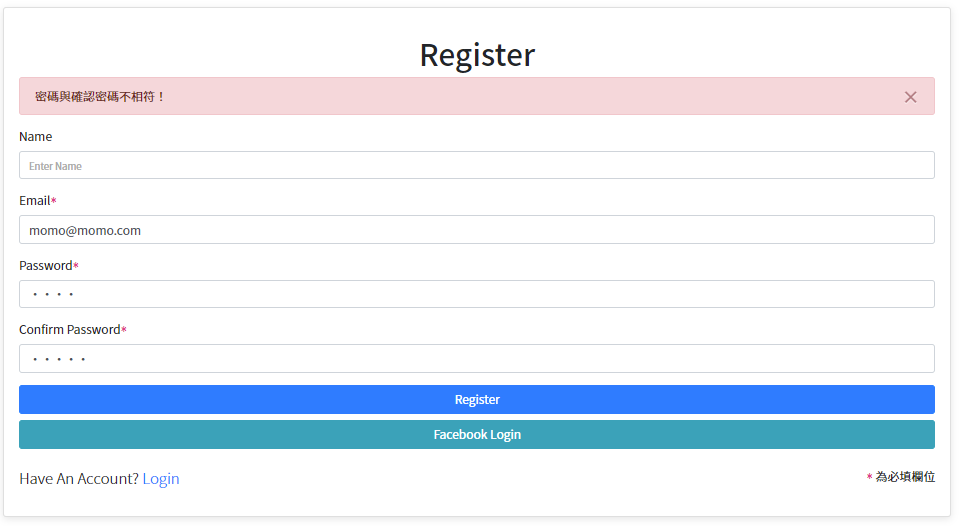 Register
密碼與確認密碼不相符！
Name
Enter Name
Email*
momo@momo.com
Password*
••••
Confirm Password*
•••••
Register
Facebook Login
Have An Account? Login
* 為必填欄位